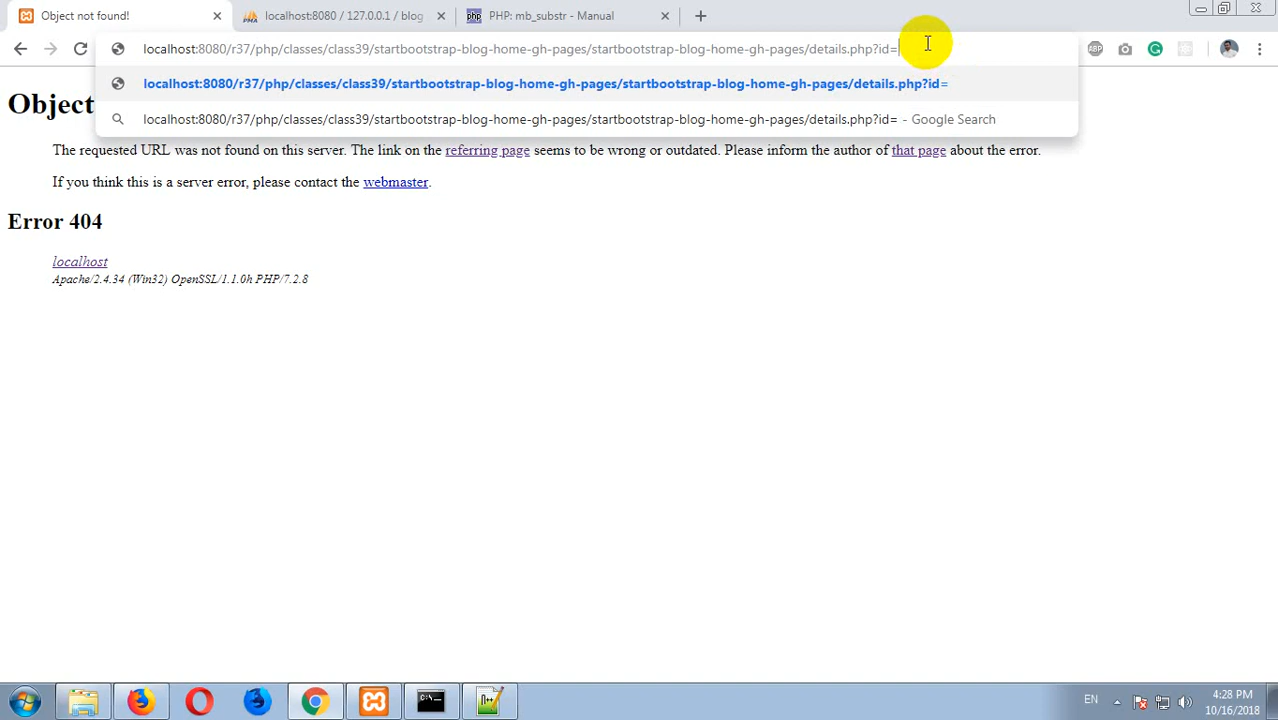 Object not found!
localhost:8080 / 127.0.0.1 / blog
php PHP: mb_substr - Manual
localhost:8080/r37/php/classes/class39/startbootstrap-blog-home-gh-pages/startbootstrap-blog-home-gh-pages/details.php?id=
ABP
localhost:8080/r37/php/classes/class39/startbootstrap-blog-home-gh-pages/startbootstrap-blog-home-gh-pages/details.php?id=
Object
localhost:8080/r37/php/classes/class39/startbootstrap-blog-home-gh-pages/startbootstrap-blog-home-gh-pages/details.php?id= - Google Search
The requested URL was not found on this server. The link on the referring page seems to be wrong or outdated. Please inform the author of that page about the error.
If you think this is a server error, please contact the webmaster.
Error 404
localhost
Apache/2.4.34 (Win32) OpenSSL/1.1.0h PHP/7.2.8
EN
4:28 PM
10/16/2018